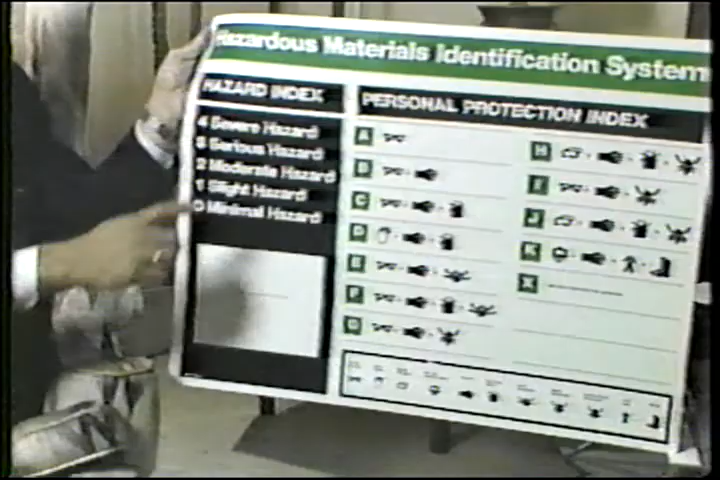 Hazardous Materials Identification System
HAZARD INDEX
4 Severe Hazard
3 Serious Hazard
2 Moderate Hazard
1 Slight Hazard
0 Minimal Hazard
PERSONAL PROTECTION INDEX
A
B
C
D
E
F
G
H
I
J
K
X